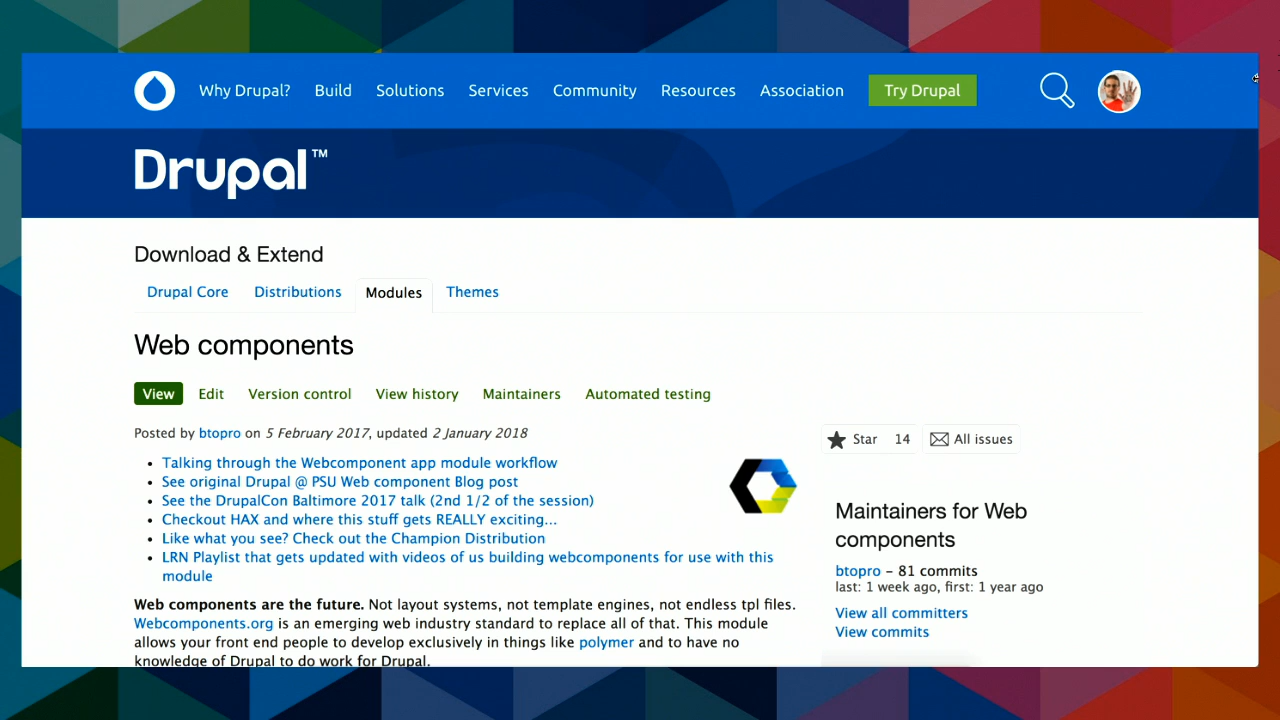 Why Drupal? Build Solutions Services Community Resources Association Try Drupal
Drupal™
Download & Extend
Drupal Core Distributions Modules Themes
Web components
View Edit Version control View history Maintainers Automated testing
Posted by btopro on 5 February 2017, updated 2 January 2018
Star 14 All issues
Talking through the Webcomponent app module workflow
See original Drupal @ PSU Web component Blog post
See the DrupalCon Baltimore 2017 talk (2nd 1/2 of the session)
Checkout HAX and where this stuff gets REALLY exciting...
Like what you see? Check out the Champion Distribution
LRN Playlist that gets updated with videos of us building webcomponents for use with this
module
Web components are the future. Not layout systems, not template engines, not endless tpl files.
Webcomponents.org is an emerging web industry standard to replace all of that. This module
allows your front end people to develop exclusively in things like polymer and to have no
knowledge of Drupal to do work for Drupal.
Maintainers for Web
components
btopro – 81 commits
last: 1 week ago, first: 1 year ago
View all committers
View commits